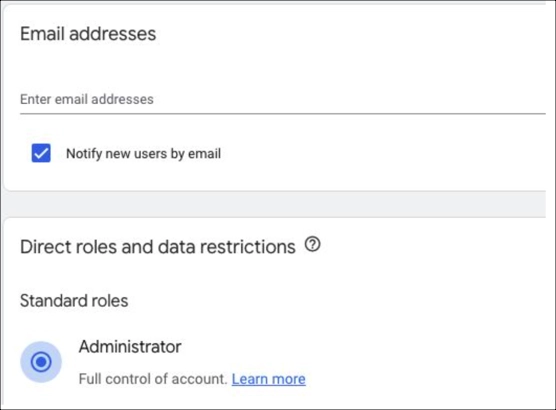 Email addresses
Enter email addresses
Notify new users by email
Direct roles and data restrictions
Standard roles
Administrator
Full control of account. Learn more